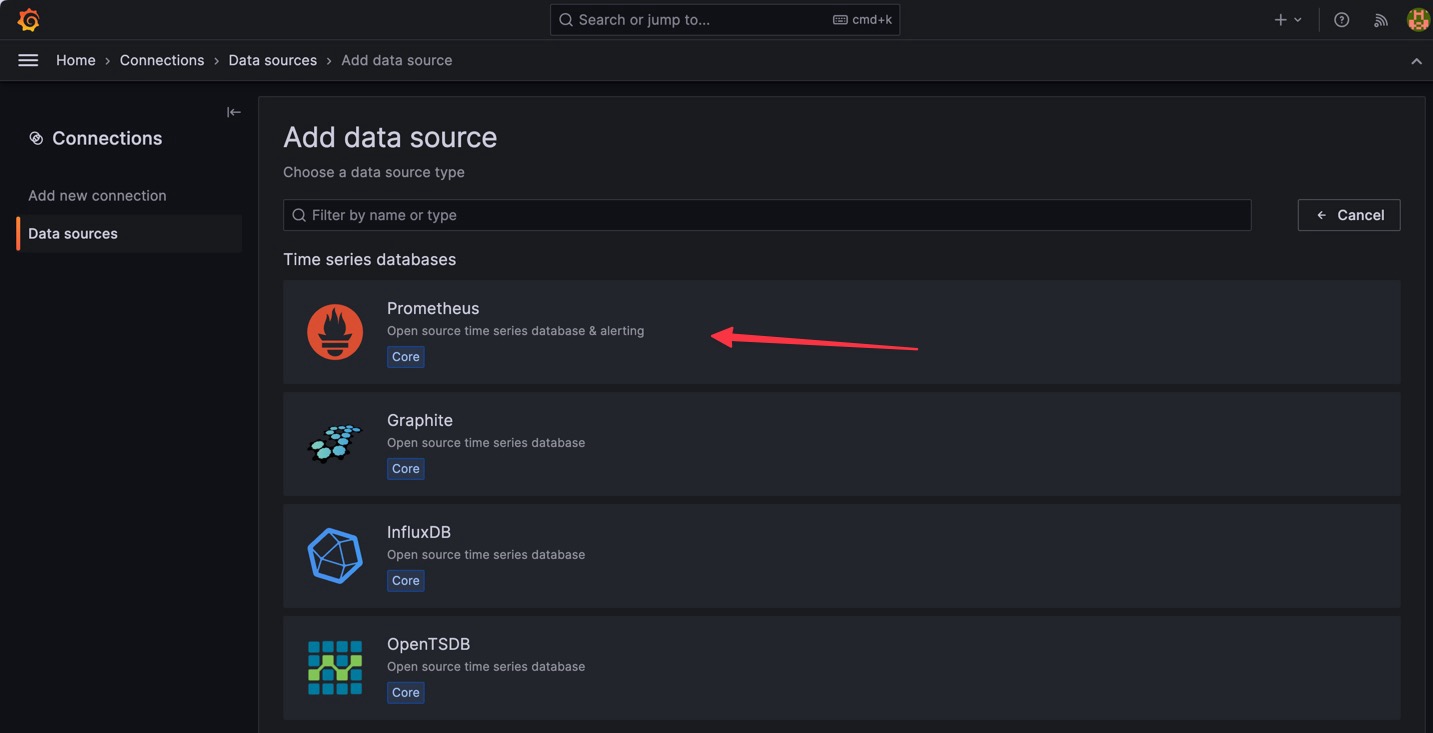 Search or jump to... cmd+k
Home › Connections › Data sources › Add data source
Connections
Add new connection
Data sources
Add data source
Choose a data source type
Filter by name or type
Cancel
Time series databases
Prometheus
Open source time series database & alerting
Core
Graphite
Open source time series database
Core
InfluxDB
Open source time series database
Core
OpenTSDB
Open source time series database
Core